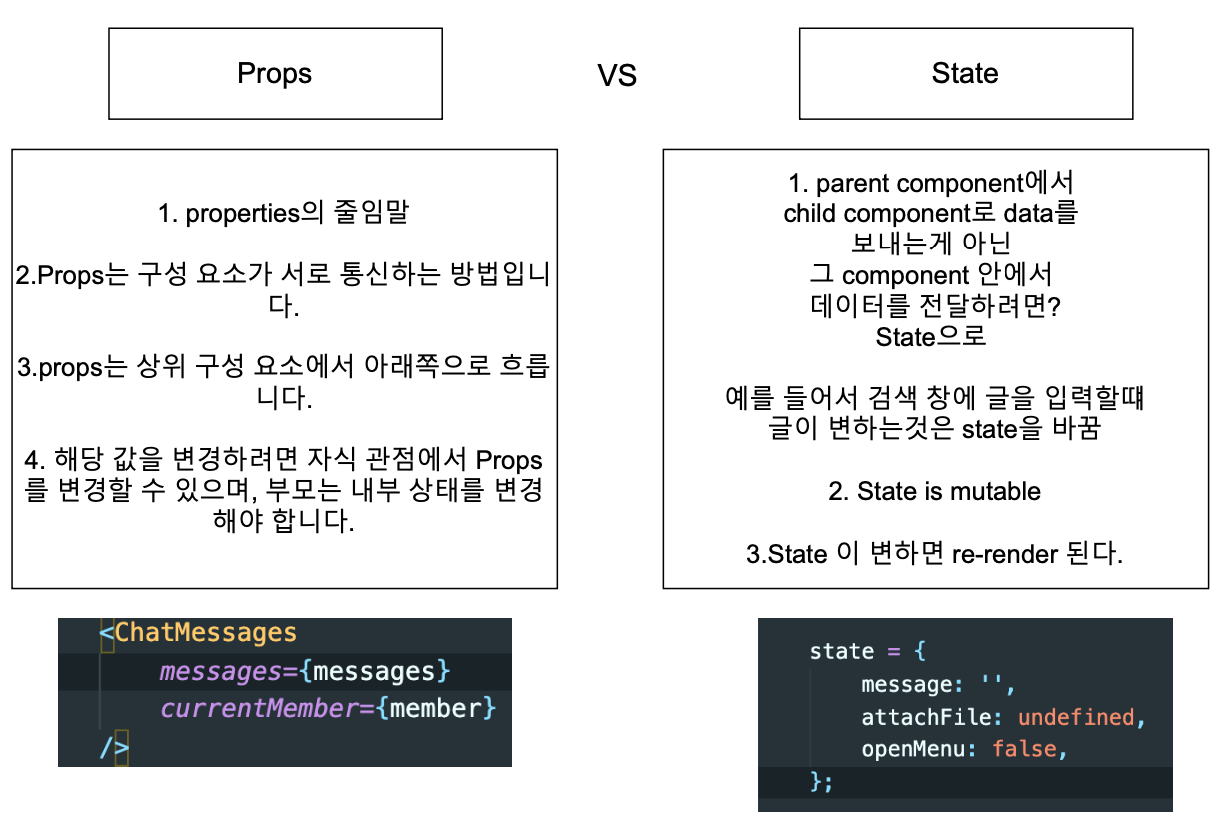 Props
VS
State
1. properties의 줄임말
2.Props는 구성 요소가 서로 통신하는 방법입니
다.
3.props는 상위 구성 요소에서 아래쪽으로 흐릅
니다.
4. 해당 값을 변경하려면 자식 관점에서 Props
를 변경할 수 있으며, 부모는 내부 상태를 변경
해야 합니다.
<ChatMessages
messages={messages}
currentMember={member}
/>
1. parent component에서
child component로 data를
보내는게 아닌
그 component 안에서
데이터를 전달하려면?
State으로
예를 들어서 검색 창에 글을 입력할떄
글이 변하는것은 state을 바꿈
2. State is mutable
3.State 이 변하면 re-render 된다.
state = {
message: '',
attachFile: undefined,
openMenu: false,
};